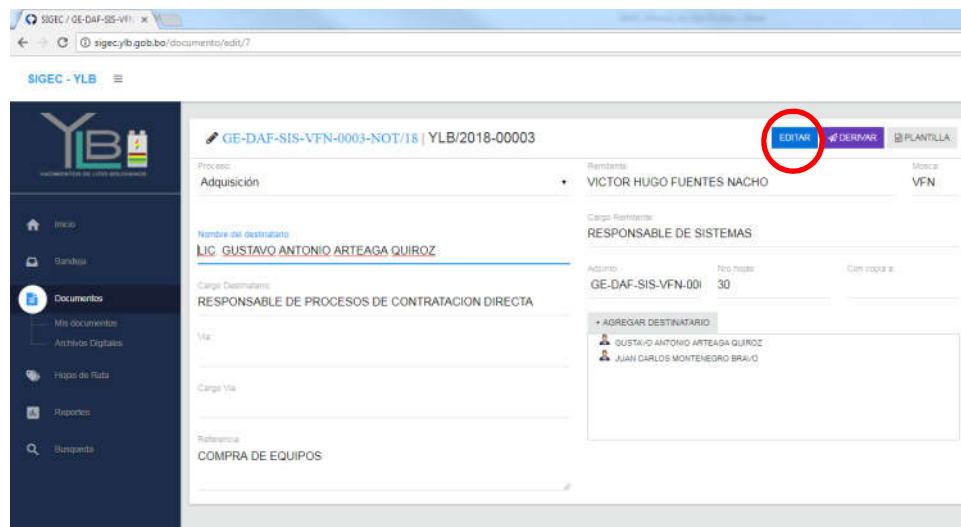 SIGEC / GE-DAF-SIS-VFN
sigec.ylb.gob.bo/documento/edit/7
SIGEC - YLB
YLB
YACIMIENTOS DE LITIO BOLIVIANOS
Inicio
Bandeja
Documentos
Mis documentos
Archivos Digitales
Hojas de Ruta
Reportes
Busqueda
GE-DAF-SIS-VFN-0003-NOT/18 | YLB/2018-00003
EDITAR
DERIVAR
PLANTILLA
Proceso:
Adquisición
Nombre del destinatario
LIC. GUSTAVO ANTONIO ARTEAGA QUIROZ
Cargo Destinatario
RESPONSABLE DE PROCESOS DE CONTRATACION DIRECTA
Via:
Cargo Via
Referencia
COMPRA DE EQUIPOS
Remitente
VICTOR HUGO FUENTES NACHO
Mosca
VFN
Cargo Remitente
RESPONSABLE DE SISTEMAS
Adjunto
GE-DAF-SIS-VFN-00
Nro hojas
30
Con copia a:
+ AGREGAR DESTINATARIO
GUSTAVO ANTONIO ARTEAGA QUIROZ
JUAN CARLOS MONTENEGRO BRAVO